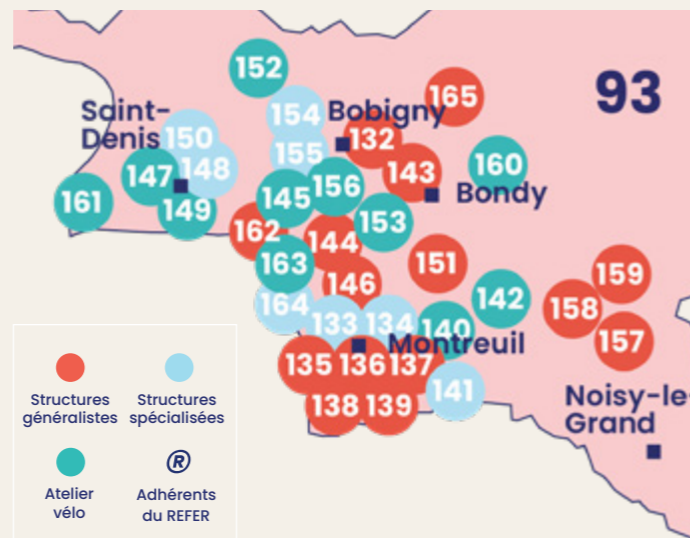 152
93
165
154
Saint-
Denis
Bobigny
150
132
155
148
143
160
147
156
Bondy
145
161
149
153
162
144
163
151
146
159
142
164
158
133
134
140
Montreuil
157
135
136
137
141
138
139
Noisy-le-
Grand
Structures
généralistes
Structures
spécialisées
Atelier
vélo
®
Adhérents
du REFER